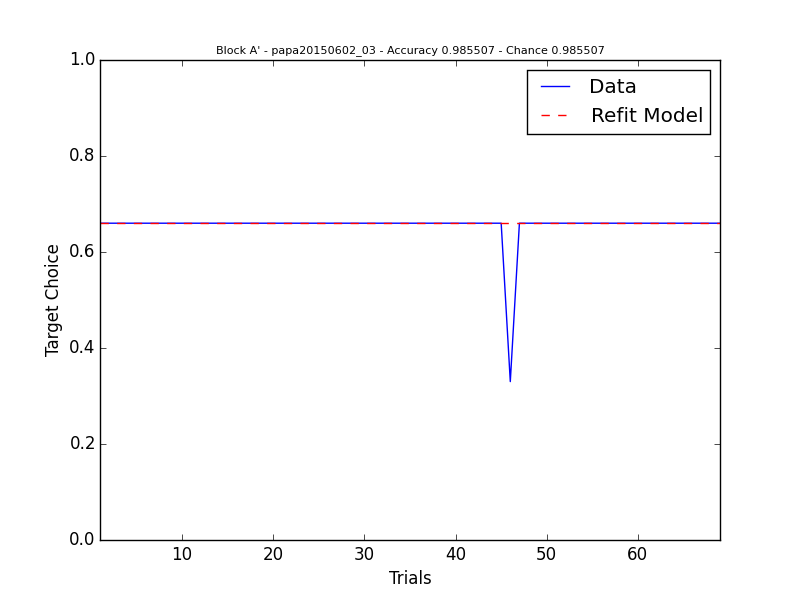 Block A' - papa20150602_03 - Accuracy 0.985507 - Chance 0.985507
Data
Refit Model
1.0
0.8
0.6
0.4
0.2
0.0
Target Choice
10 20 30 40 50 60
Trials